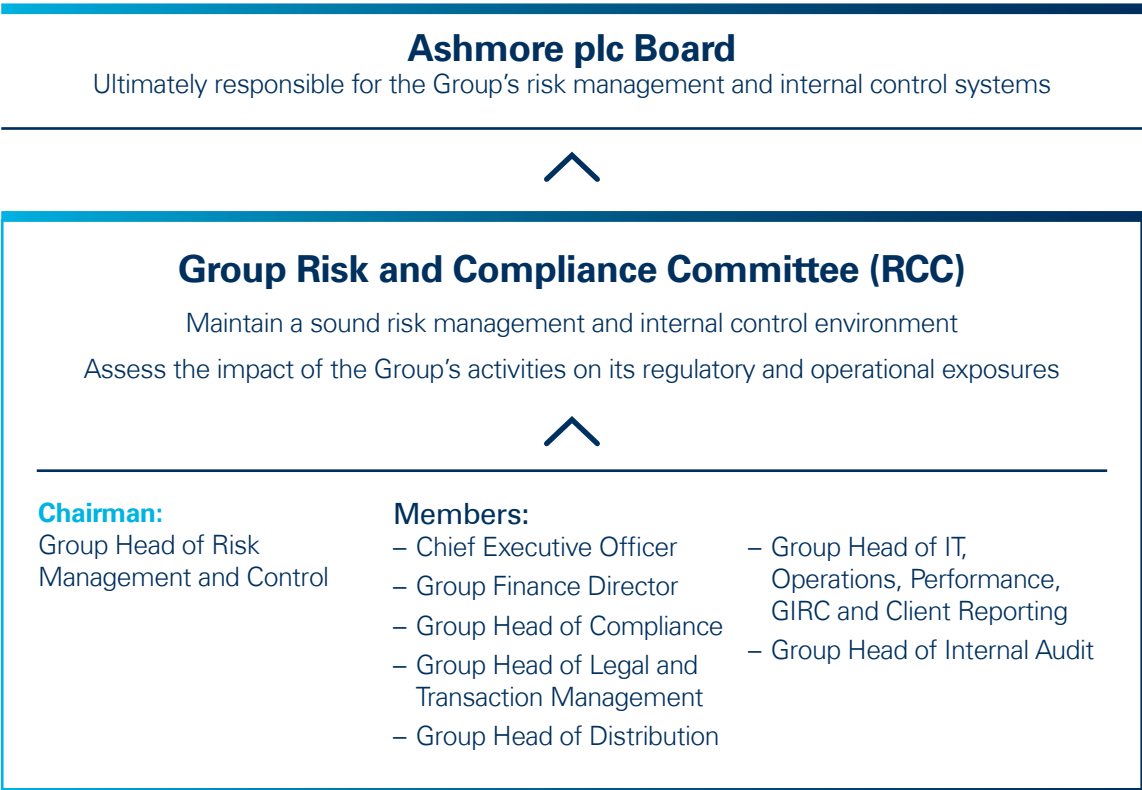 Ashmore plc Board
Ultimately responsible for the Group’s risk management and internal control systems
Group Risk and Compliance Committee (RCC)
Maintain a sound risk management and internal control environment
Assess the impact of the Group’s activities on its regulatory and operational exposures
Chairman:
Group Head of Risk
Management and Control
Members:
– Chief Executive Officer
– Group Finance Director
– Group Head of Compliance
– Group Head of Legal and
Transaction Management
– Group Head of Distribution
– Group Head of IT,
Operations, Performance,
GIRC and Client Reporting
– Group Head of Internal Audit